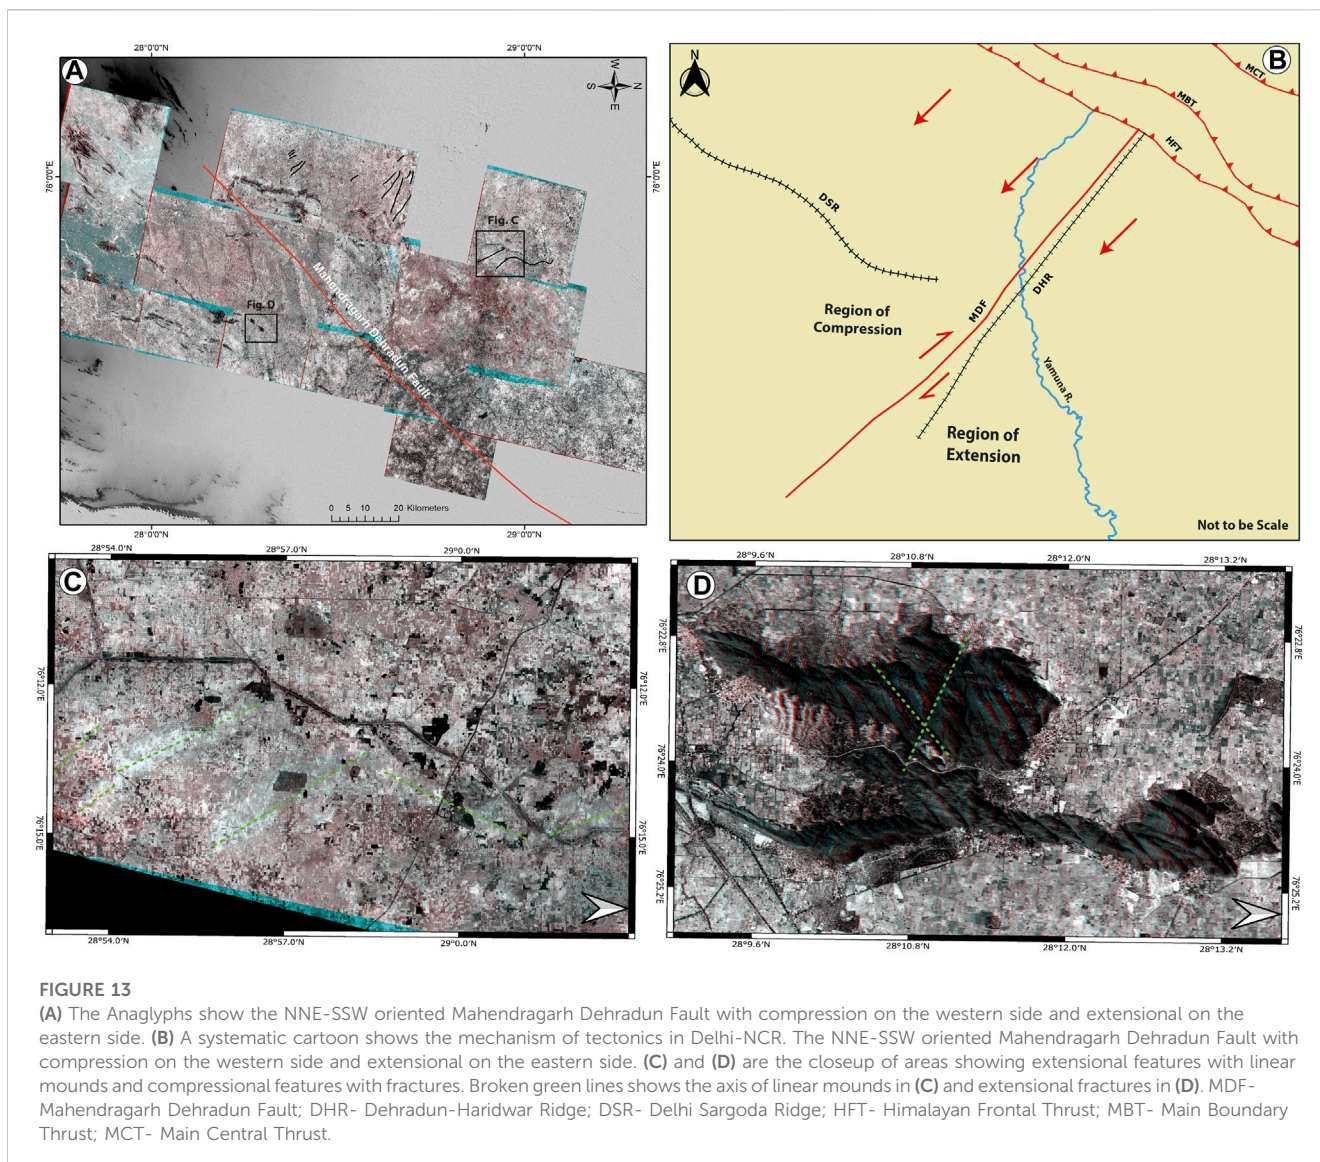 A
28°0'0"N
29°0'0"N
W
S
N
E
76°0'0"E
76°0'0"E
Fig. C
Fig. D
Mahendragarh Dehradun Fault
0 5 10 20 Kilometers
28°0'0"N
29°0'0"N
B
N
MCT
MBT
HFT
DSR
DHR
MDF
Region of
Compression
Yamuna R.
Region of
Extension
Not to be Scale
C
28°54.0'N
28°57.0'N
29°0.0'N
76°12.0'E
76°12.0'E
76°15.0'E
76°15.0'E
28°54.0'N
28°57.0'N
29°0.0'N
D
28°9.6'N
28°10.8'N
28°12.0'N
28°13.2'N
76°22.8'E
76°22.8'E
76°24.0'E
76°24.0'E
76°25.2'E
76°25.2'E
28°9.6'N
28°10.8'N
28°12.0'N
28°13.2'N
FIGURE 13
(A) The Anaglyphs show the NNE-SSW oriented Mahendragarh Dehradun Fault with compression on the western side and extensional on the
eastern side. (B) A systematic cartoon shows the mechanism of tectonics in Delhi-NCR. The NNE-SSW oriented Mahendragarh Dehradun Fault with
compression on the western side and extensional on the eastern side. (C) and (D) are the closeup of areas showing extensional features with linear
mounds and compressional features with fractures. Broken green lines shows the axis of linear mounds in (C) and extensional fractures in (D). MDF-
Mahendragarh Dehradun Fault; DHR- Dehradun-Haridwar Ridge; DSR- Delhi Sargoda Ridge; HFT- Himalayan Frontal Thrust; MBT- Main Boundary
Thrust; MCT- Main Central Thrust.